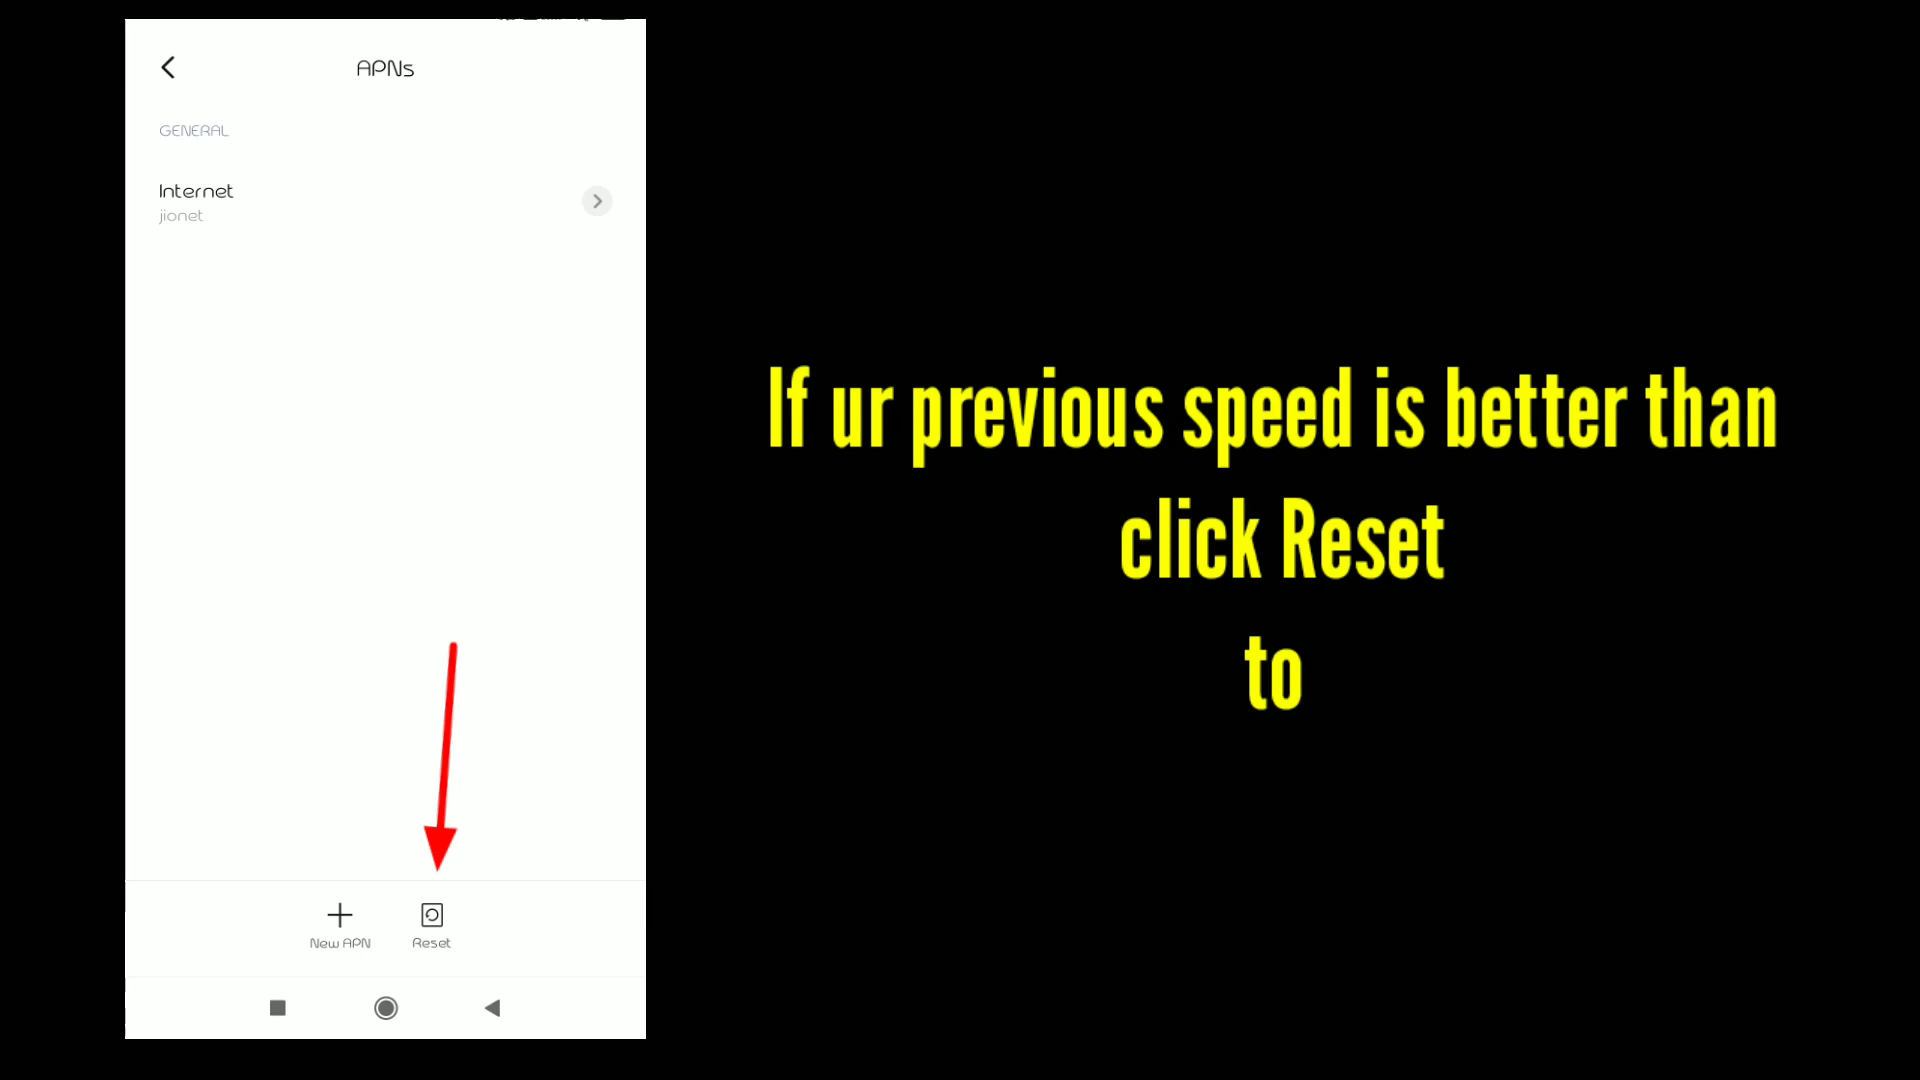 APNs
GENERAL
Internet
jionet
New APN
Reset
If ur previous speed is better than
click Reset
to